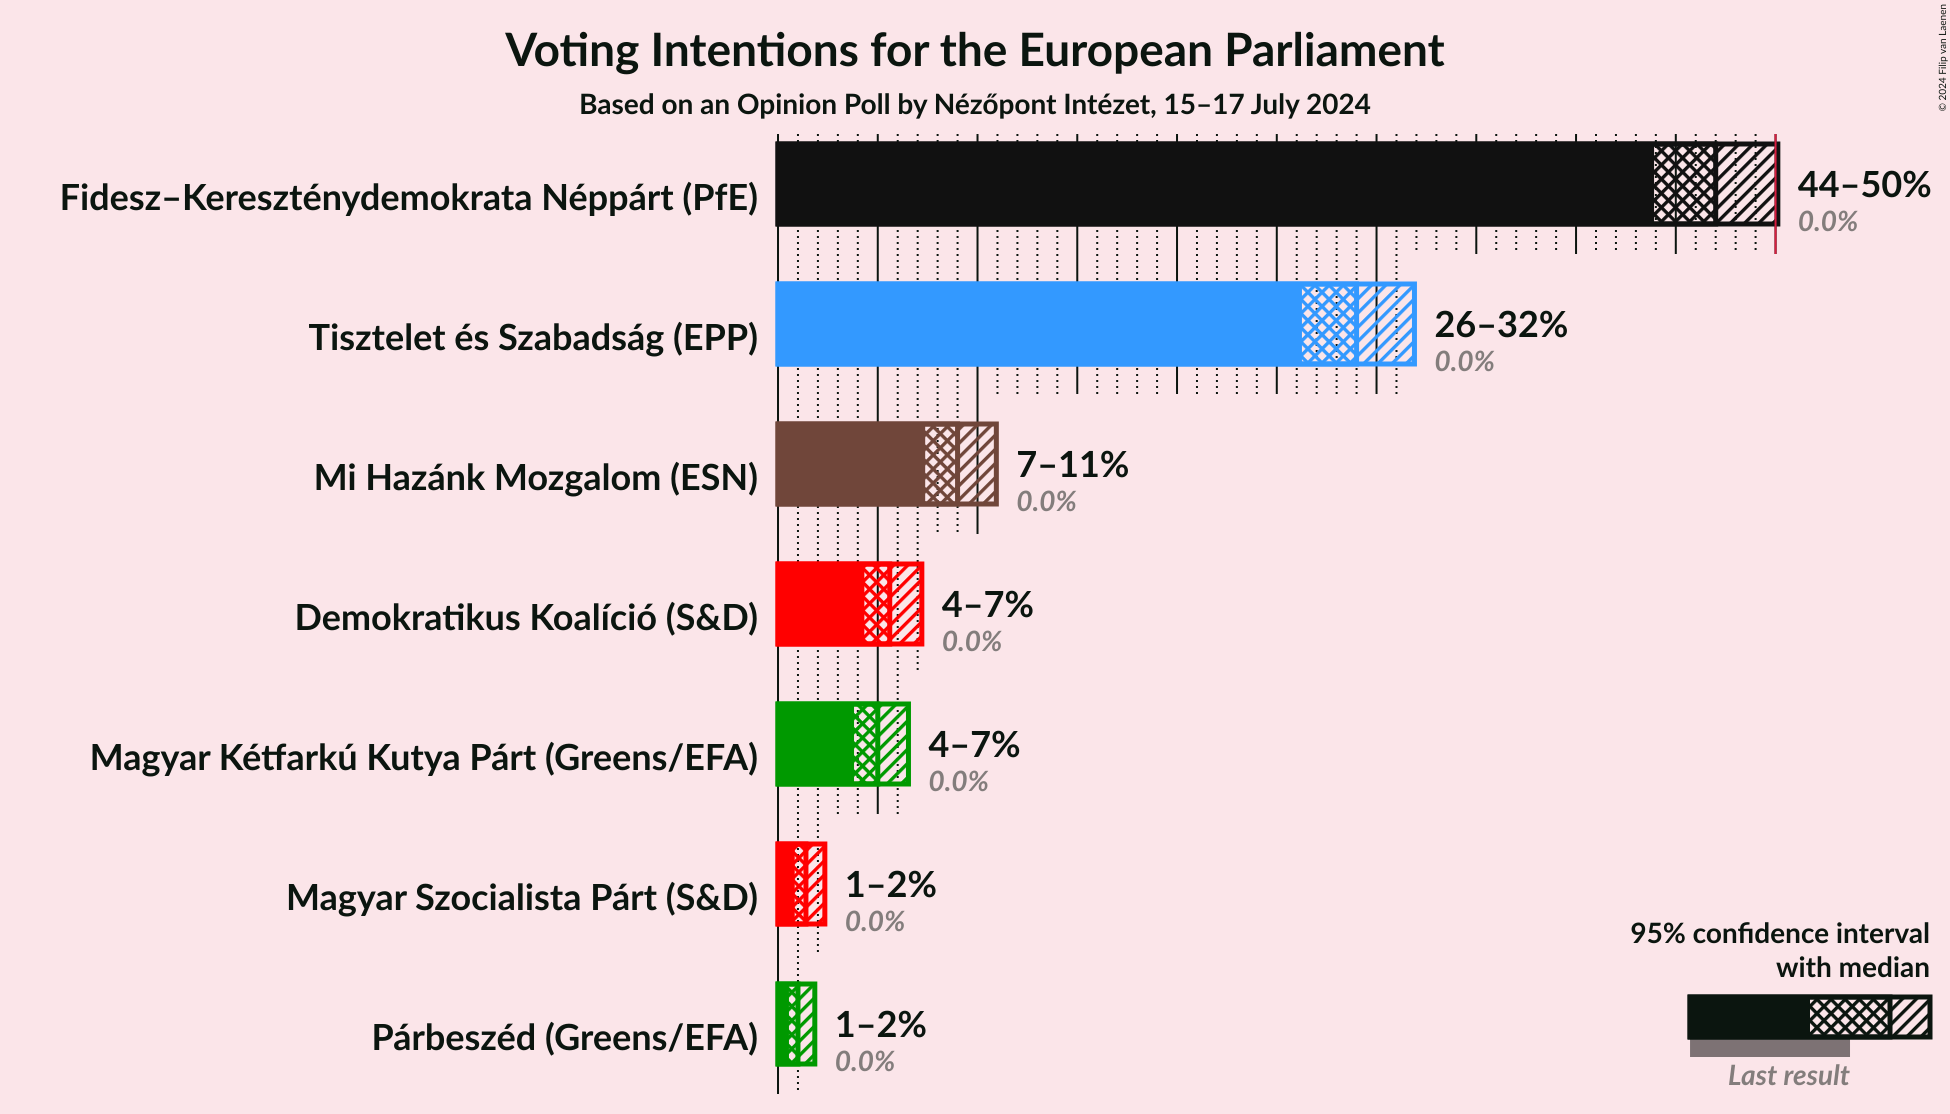 Voting Intentions for the European Parliament
Based on an Opinion Poll by Nézőpont Intézet, 15–17 July 2024
© 2024 Filip van Laenen
Fidesz–Kereszténydemokrata Néppárt (PfE)
44–50%
0.0%
Tisztelet és Szabadság (EPP)
26–32%
0.0%
Mi Hazánk Mozgalom (ESN)
7–11%
0.0%
Demokratikus Koalíció (S&D)
4–7%
0.0%
Magyar Kétfarkú Kutya Párt (Greens/EFA)
4–7%
0.0%
Magyar Szocialista Párt (S&D)
1–2%
0.0%
Párbeszéd (Greens/EFA)
1–2%
0.0%
95% confidence interval
with median
Last result